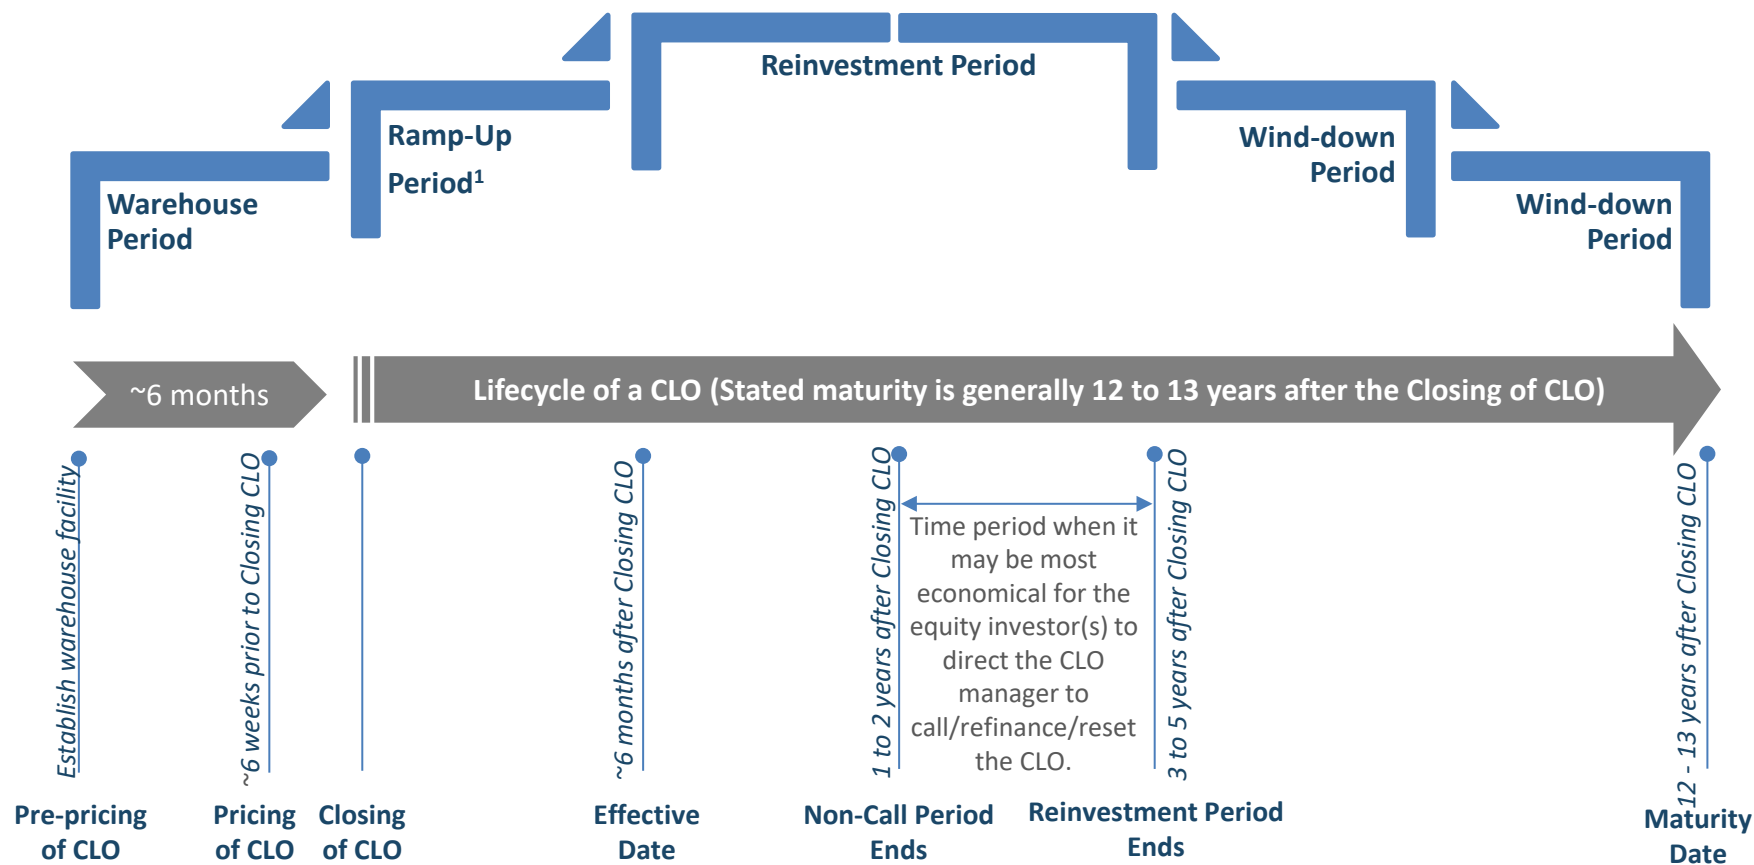 Reinvestment Period
Ramp-Up
Period¹
Wind-down
Period
Warehouse
Period
Wind-down
Period
~6 months
Lifecycle of a CLO (Stated maturity is generally 12 to 13 years after the Closing of CLO)
Establish warehouse facility
~6 weeks prior to Closing CLO
~6 months after Closing CLO
1 to 2 years after Closing CLO
Time period when it
may be most
economical for the
equity investor(s) to
direct the CLO
manager to
call/refinance/reset
the CLO.
3 to 5 years after Closing CLO
12 - 13 years after Closing CLO
Pre-pricing
of CLO
Pricing
of CLO
Closing
of CLO
Effective
Date
Non-Call Period
Ends
Reinvestment Period
Ends
Maturity
Date